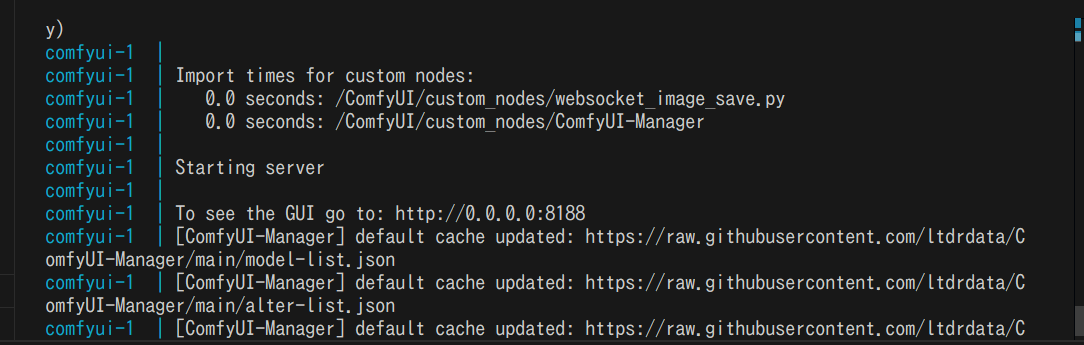 y)
comfyui-1  |
comfyui-1  | Import times for custom nodes:
comfyui-1  |    0.0 seconds: /ComfyUI/custom_nodes/websocket_image_save.py
comfyui-1  |    0.0 seconds: /ComfyUI/custom_nodes/ComfyUI-Manager
comfyui-1  |
comfyui-1  | Starting server
comfyui-1  |
comfyui-1  | To see the GUI go to: http://0.0.0.0:8188
comfyui-1  | [ComfyUI-Manager] default cache updated: https://raw.githubusercontent.com/ltdrdata/C
omfyUI-Manager/main/model-list.json
comfyui-1  | [ComfyUI-Manager] default cache updated: https://raw.githubusercontent.com/ltdrdata/C
omfyUI-Manager/main/alter-list.json
comfyui-1  | [ComfyUI-Manager] default cache updated: https://raw.githubusercontent.com/ltdrdata/C